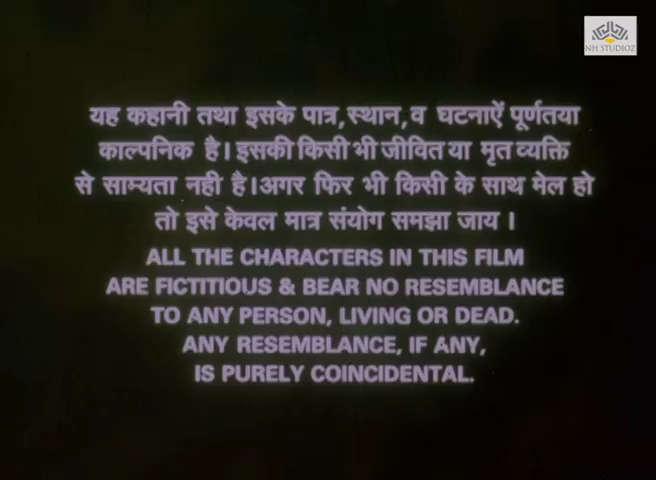 NH STUDIOZ
यह कहानी तथा इसके पात्र,स्थान,व घटनाऐं पूर्णतया
काल्पनिक है।इसकी किसी भी जीवित या मृत व्यक्ति
से साम्यता नही है।अगर फिर भी किसी के साथ मेल हो
तो इसे केवल मात्र संयोग समझा जाय।
ALL THE CHARACTERS IN THIS FILM
ARE FICTITIOUS & BEAR NO RESEMBLANCE
TO ANY PERSON, LIVING OR DEAD.
ANY RESEMBLANCE, IF ANY,
IS PURELY COINCIDENTAL.